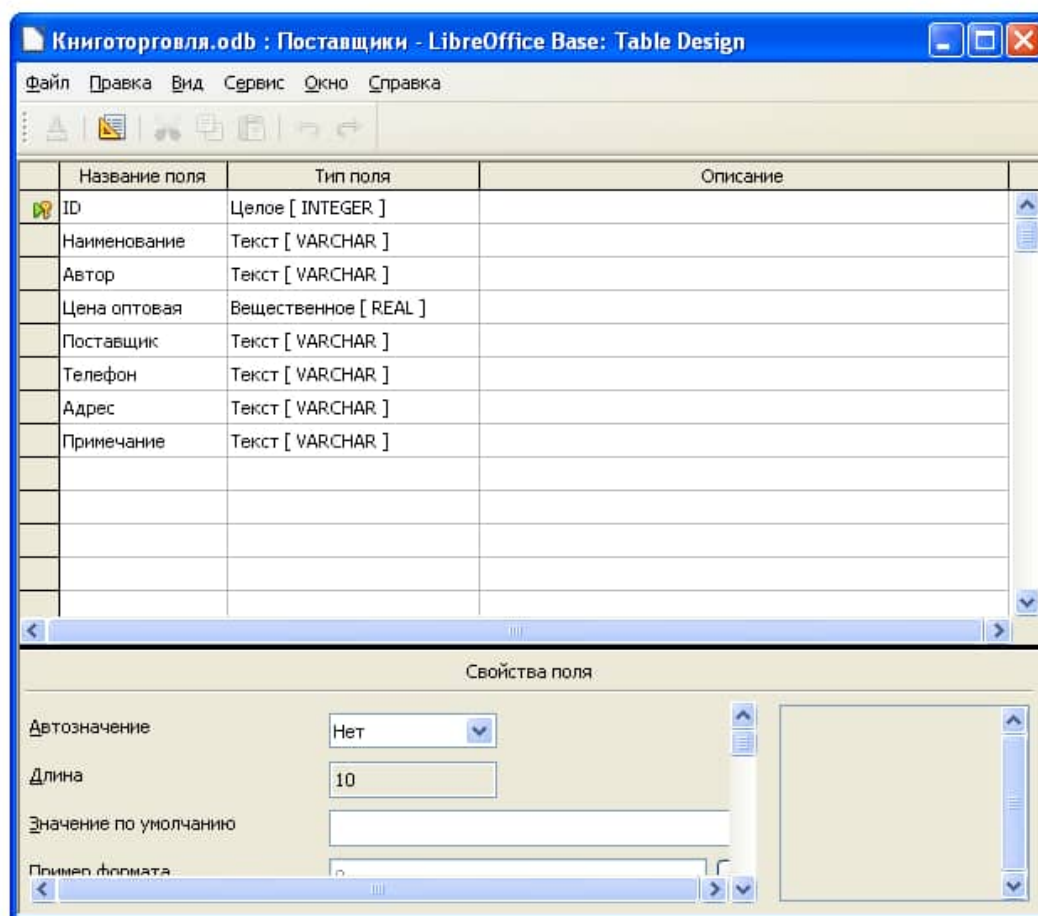 Книготорговля.odb : Поставщики - LibreOffice Base: Table Design
Файл Правка Вид Сервис Окно Справка
Название поля Тип поля Описание
ID Целое [ INTEGER ]
Наименование Текст [ VARCHAR ]
Автор Текст [ VARCHAR ]
Цена оптовая Вещественное [ REAL ]
Поставщик Текст [ VARCHAR ]
Телефон Текст [ VARCHAR ]
Адрес Текст [ VARCHAR ]
Примечание Текст [ VARCHAR ]
Свойства поля
Автозначение Нет
Длина 10
Значение по умолчанию
Пример формата